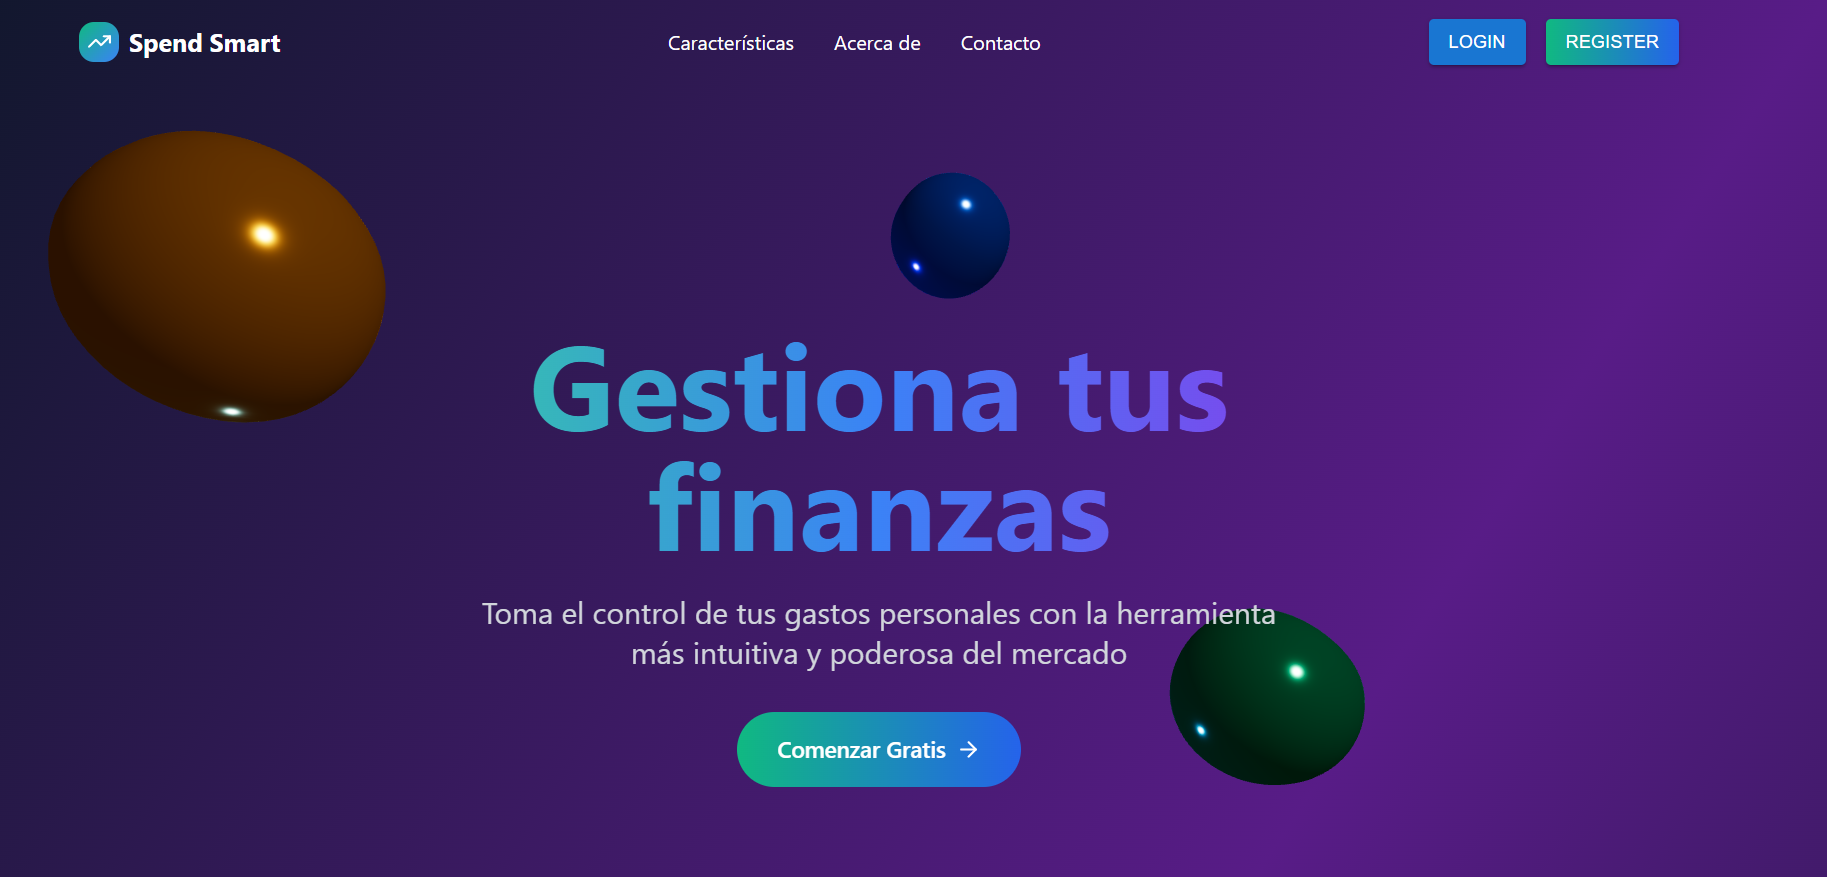 Spend Smart
Características
Acerca de
Contacto
LOGIN
REGISTER
Gestiona tus
finanzas
Toma el control de tus gastos personales con la herramienta
más intuitiva y poderosa del mercado
Comenzar Gratis →